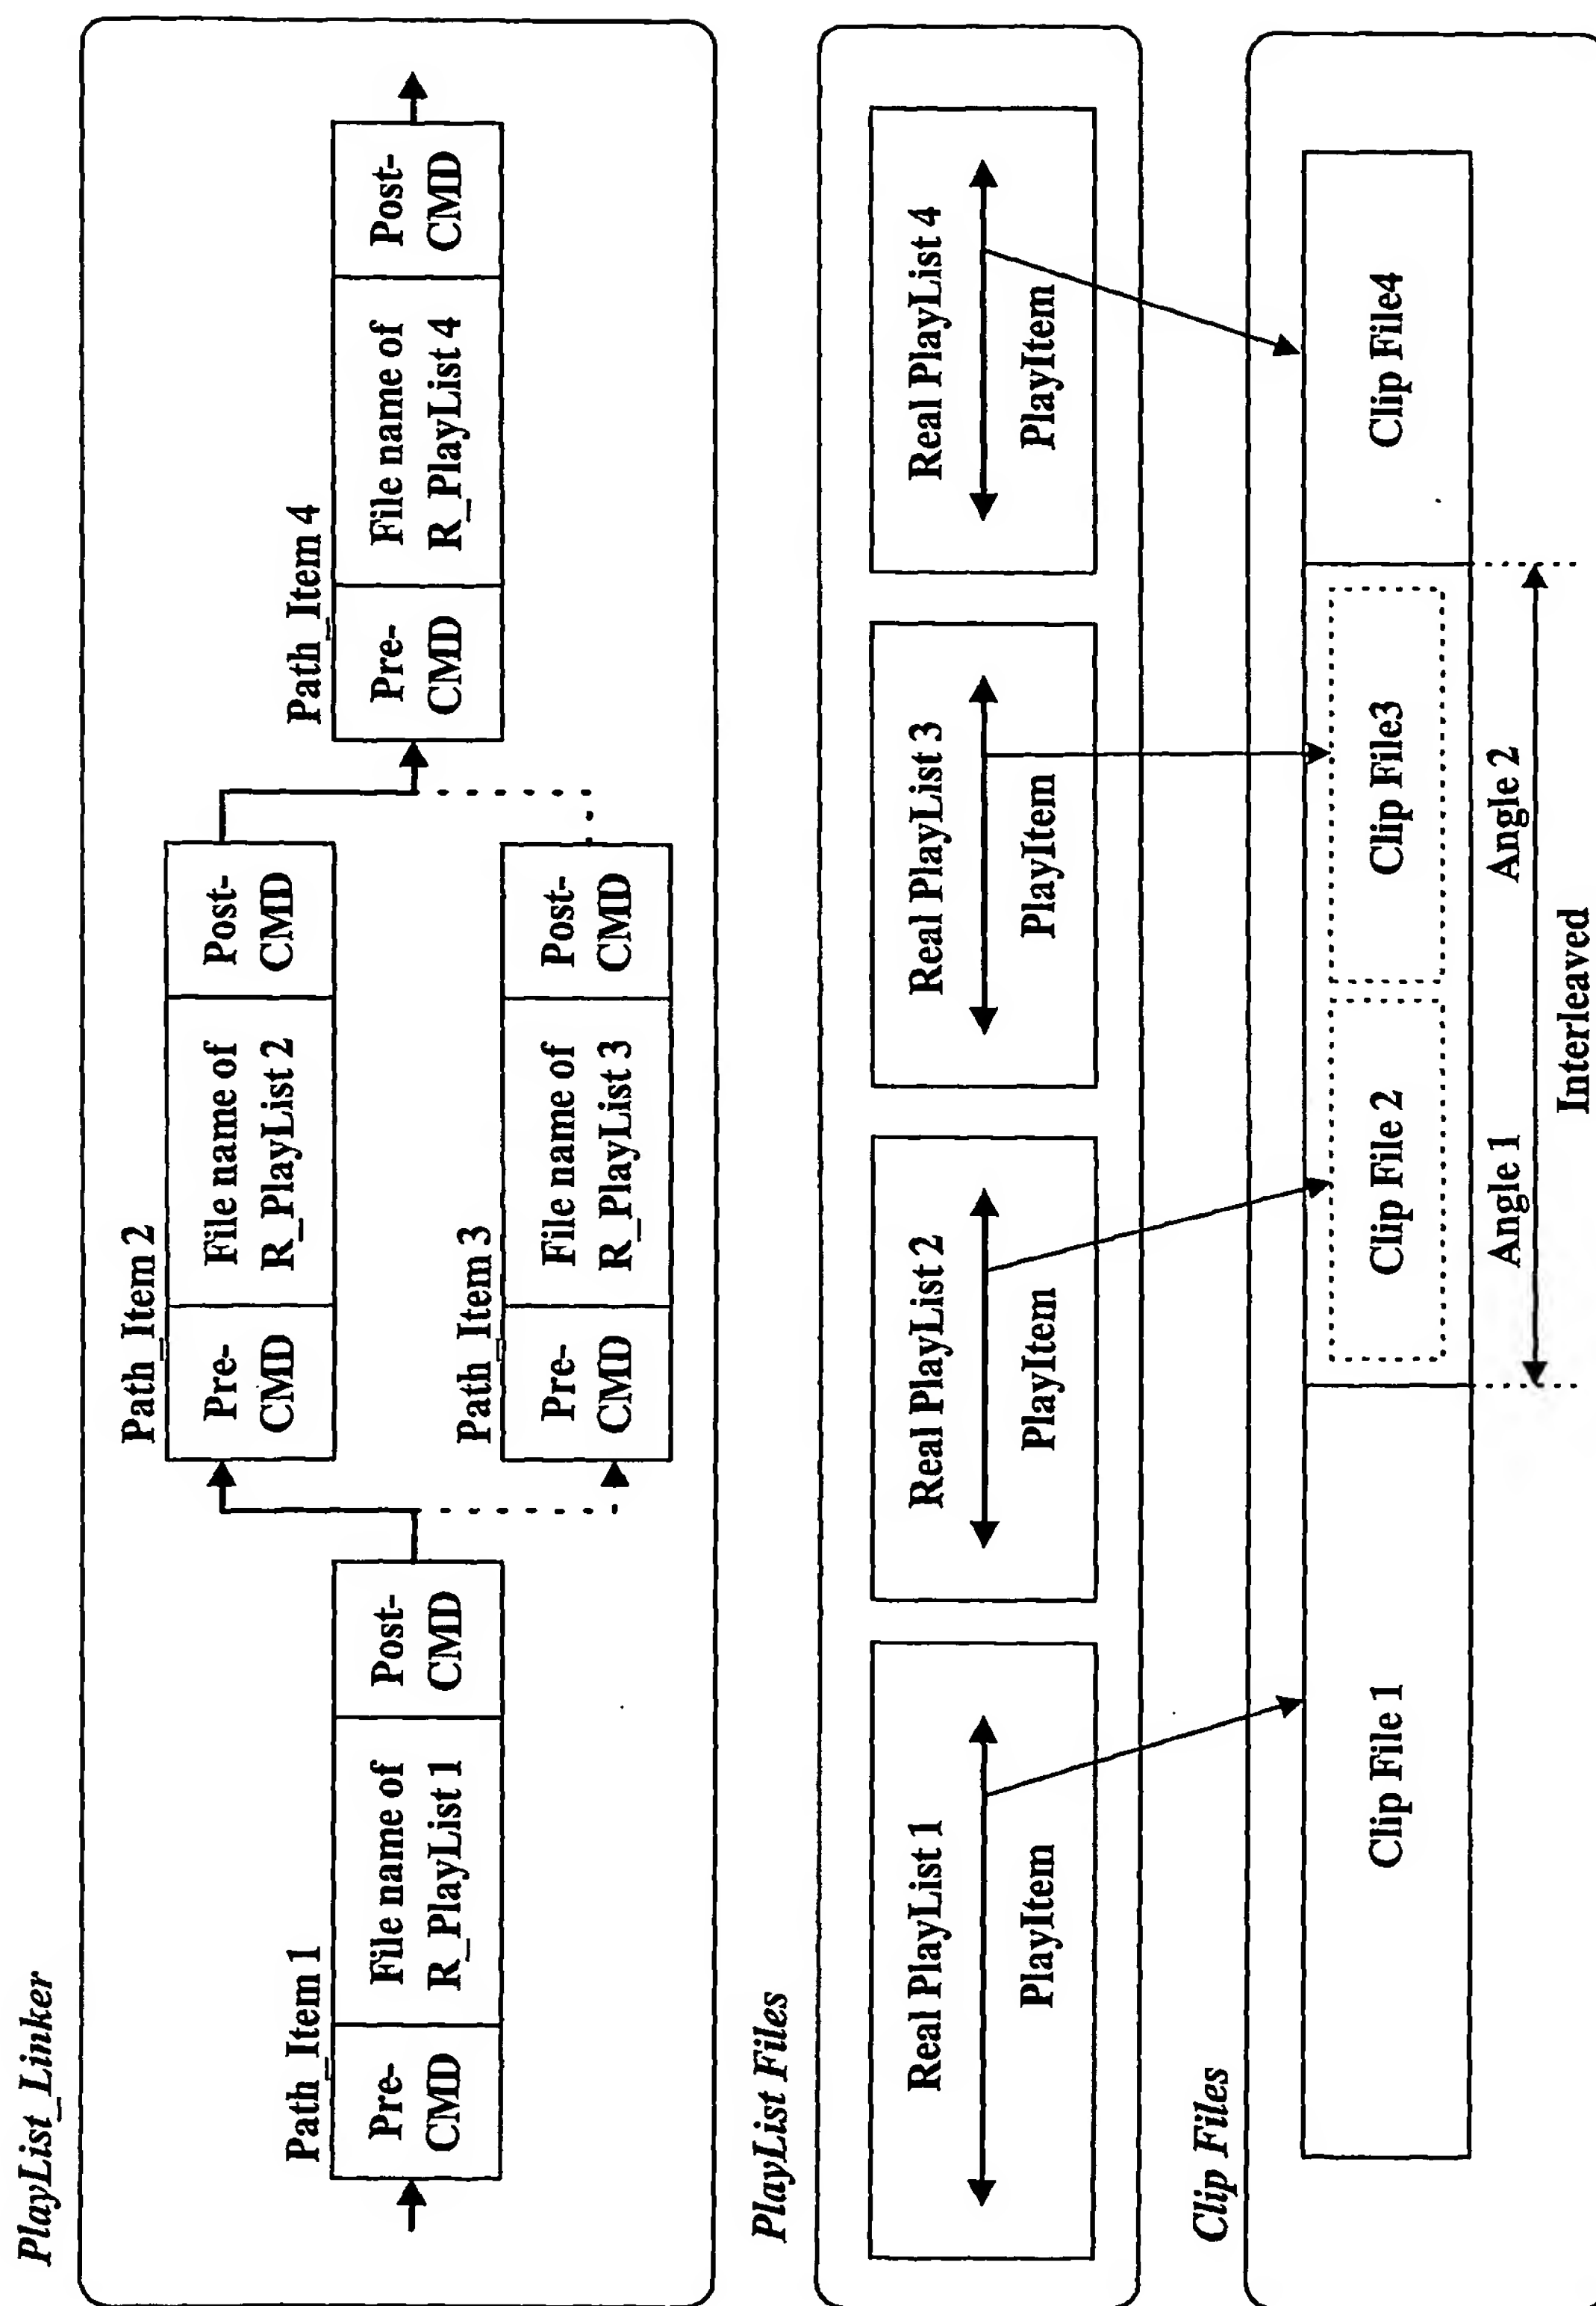 PlayList_Linker
Path_Item 1
Pre-
CMD
File name of
R_PlayList 1
Post-
CMD
Path_Item 2
Pre-
CMD
File name of
R_PlayList 2
Post-
CMD
Path_Item 3
Pre-
CMD
File name of
R_PlayList 3
Post-
CMD
Path_Item 4
Pre-
CMD
File name of
R_PlayList 4
Post-
CMD
PlayList Files
Real PlayList 1
PlayItem
Real PlayList 2
PlayItem
Real PlayList 3
PlayItem
Real PlayList 4
PlayItem
Clip Files
Clip File 1
Clip File 2
Clip File3
Clip File4
Angle 1
Angle 2
Interleaved